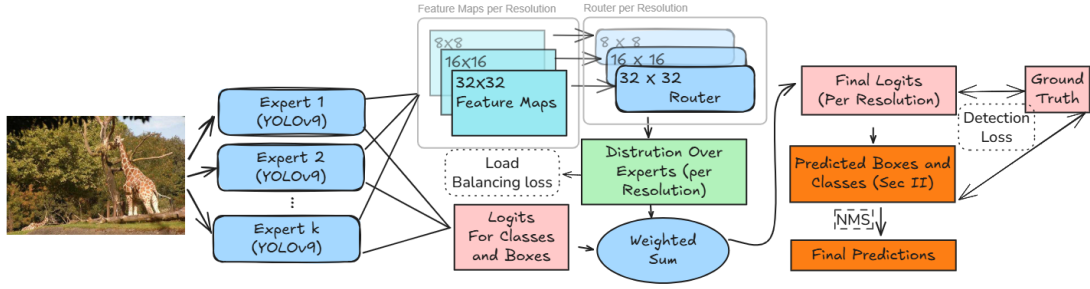 Feature Maps per Resolution
Router per Resolution
8x8
16x16
32x32
Feature Maps
8 x 8
16 x 16
32 x 32
Router
Expert 1
(YOLOv9)
Expert 2
(YOLOv9)
...
Expert k
(YOLOv9)
Load
Balancing loss
Distrution Over
Experts (per
Resolution)
Logits
For Classes
and Boxes
Weighted
Sum
Final Logits
(Per Resolution)
Ground
Truth
Detection
Loss
Predicted Boxes and
Classes (Sec II)
NMS
Final Predictions